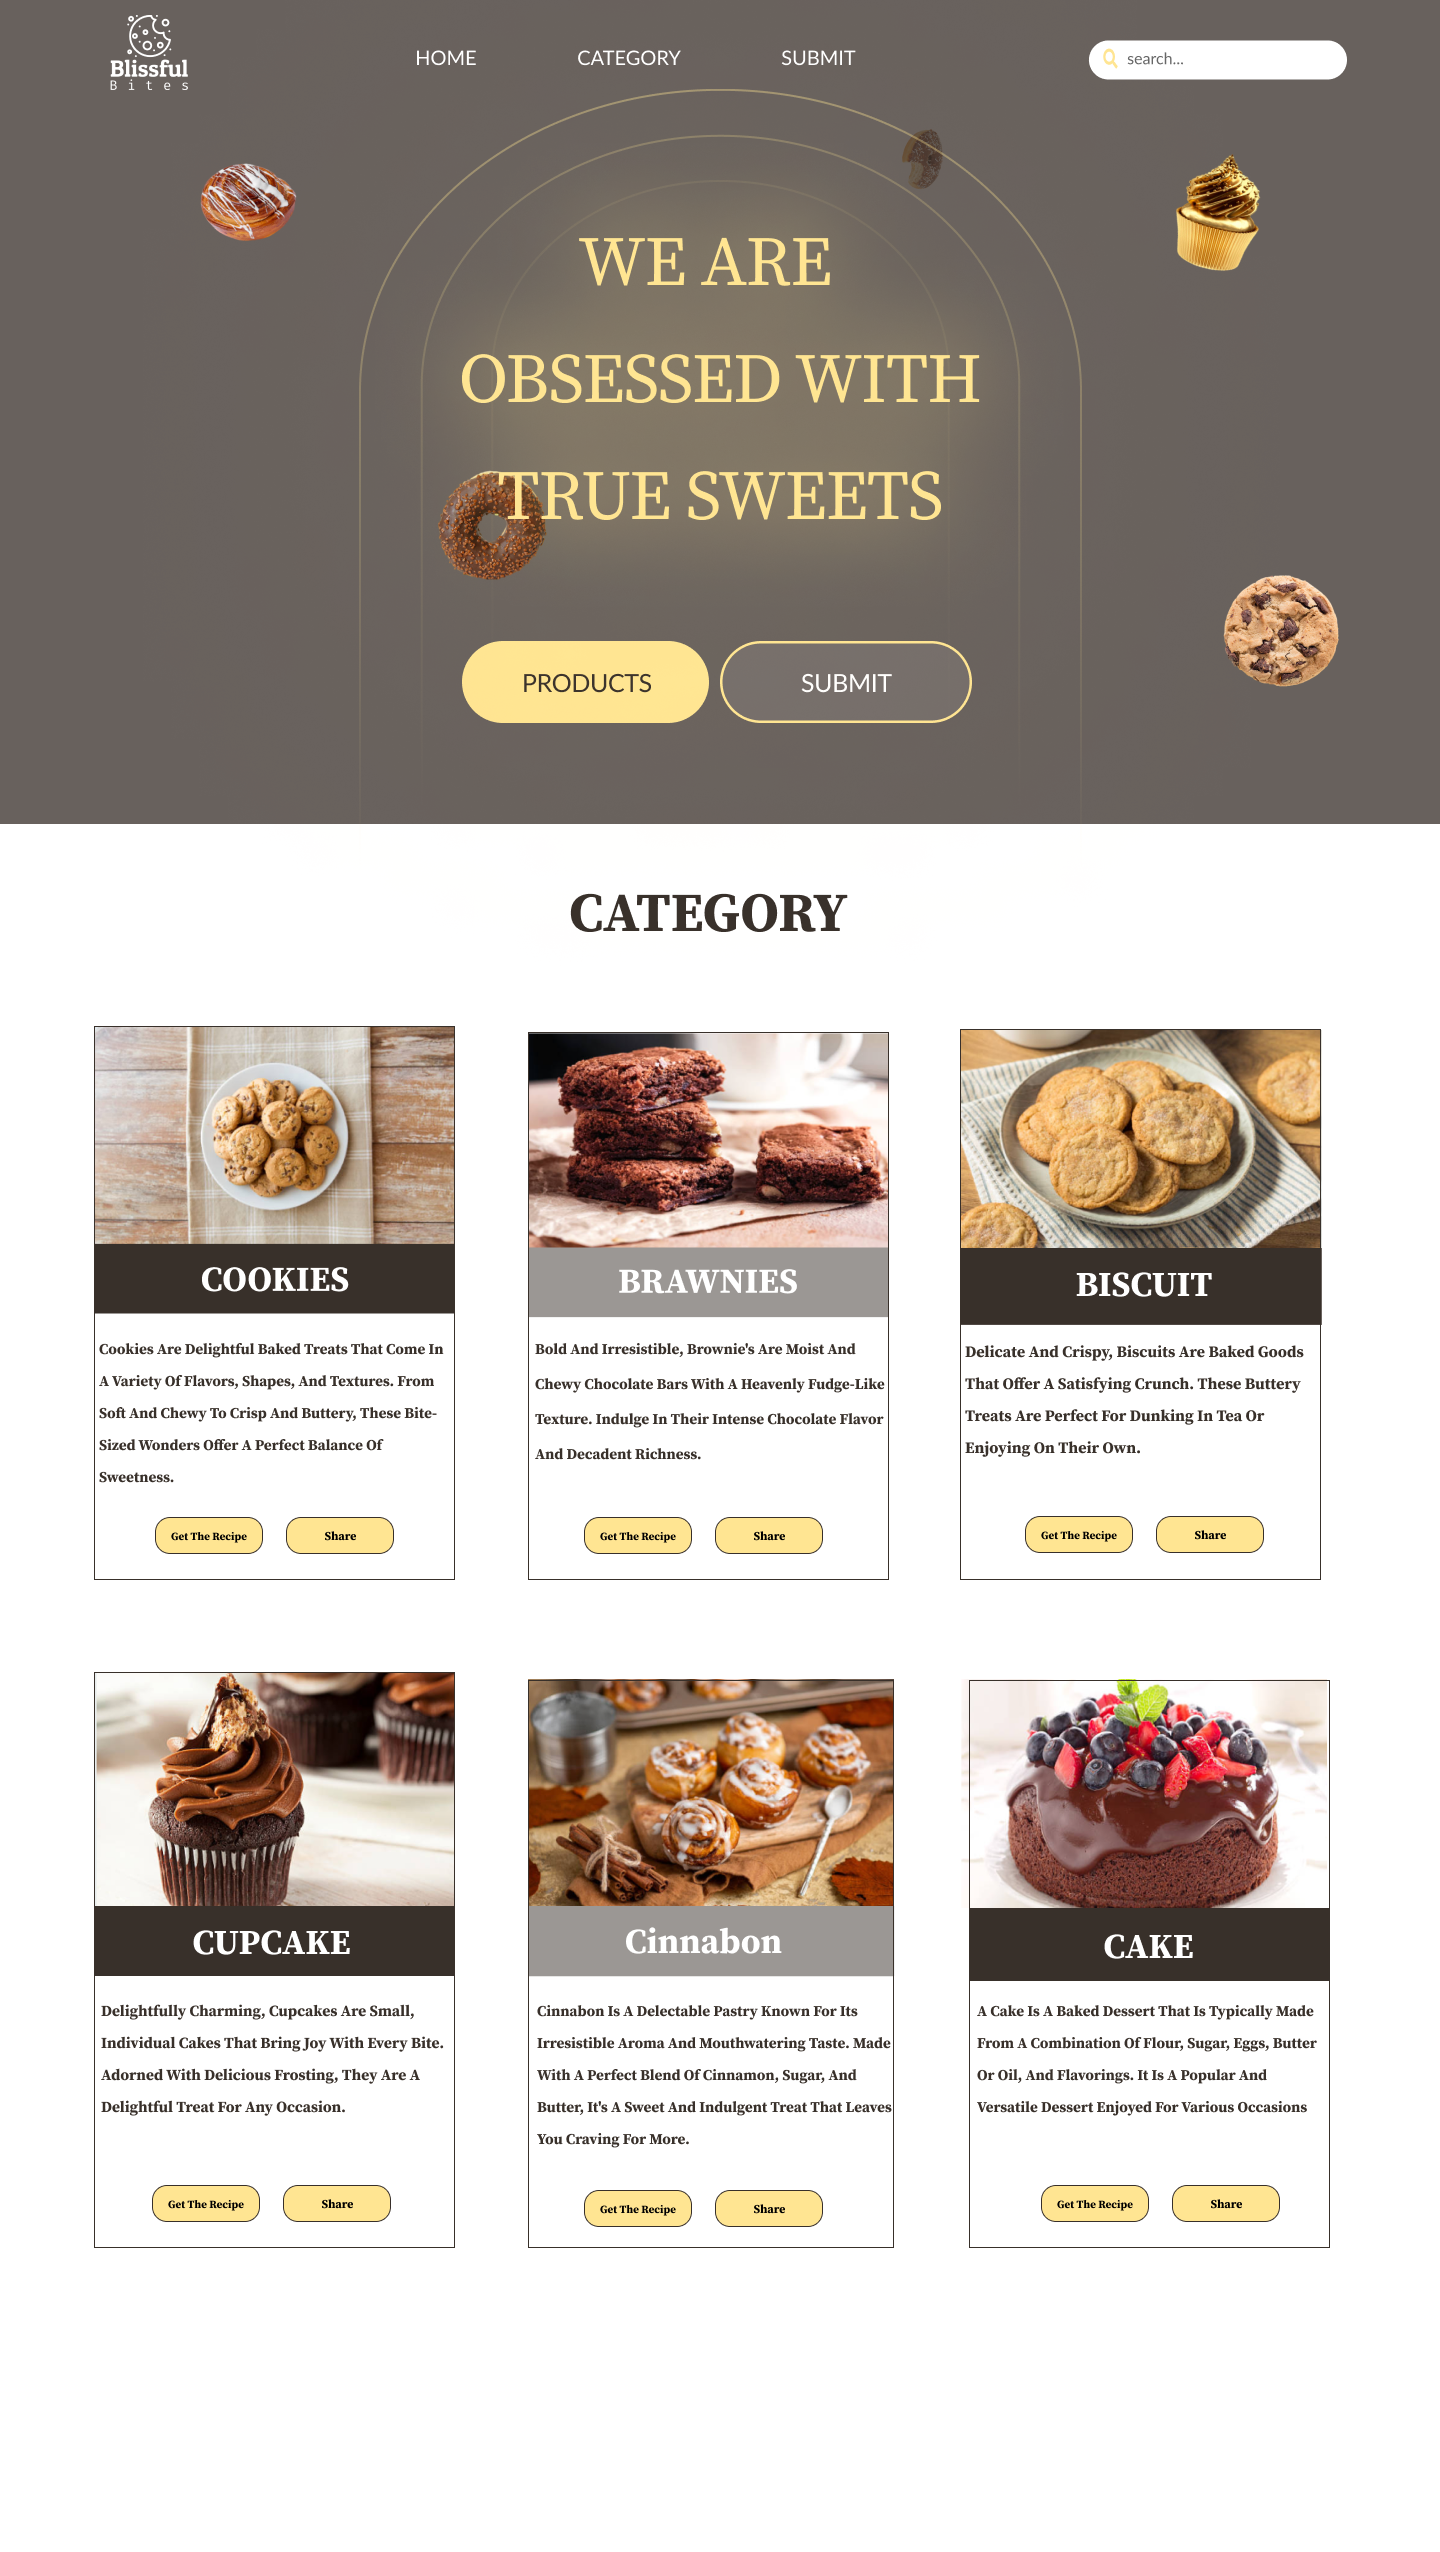 Blissful
Bites
HOME
CATEGORY
SUBMIT
search...
WE ARE
OBSESSED WITH
TRUE SWEETS
PRODUCTS
SUBMIT
CATEGORY
COOKIES
Cookies Are Delightful Baked Treats That Come In
A Variety Of Flavors, Shapes, And Textures. From
Soft And Chewy To Crisp And Buttery, These Bite-
Sized Wonders Offer A Perfect Balance Of
Sweetness.
Get The Recipe
Share
BRAWNIES
Bold And Irresistible, Brownie's Are Moist And
Chewy Chocolate Bars With A Heavenly Fudge-Like
Texture. Indulge In Their Intense Chocolate Flavor
And Decadent Richness.
Get The Recipe
Share
BISCUIT
Delicate And Crispy, Biscuits Are Baked Goods
That Offer A Satisfying Crunch. These Buttery
Treats Are Perfect For Dunking In Tea Or
Enjoying On Their Own.
Get The Recipe
Share
CUPCAKE
Delightfully Charming, Cupcakes Are Small,
Individual Cakes That Bring Joy With Every Bite.
Adorned With Delicious Frosting, They Are A
Delightful Treat For Any Occasion.
Get The Recipe
Share
Cinnabon
Cinnabon Is A Delectable Pastry Known For Its
Irresistible Aroma And Mouthwatering Taste. Made
With A Perfect Blend Of Cinnamon, Sugar, And
Butter, It's A Sweet And Indulgent Treat That Leaves
You Craving For More.
Get The Recipe
Share
CAKE
A Cake Is A Baked Dessert That Is Typically Made
From A Combination Of Flour, Sugar, Eggs, Butter
Or Oil, And Flavorings. It Is A Popular And
Versatile Dessert Enjoyed For Various Occasions
Get The Recipe
Share